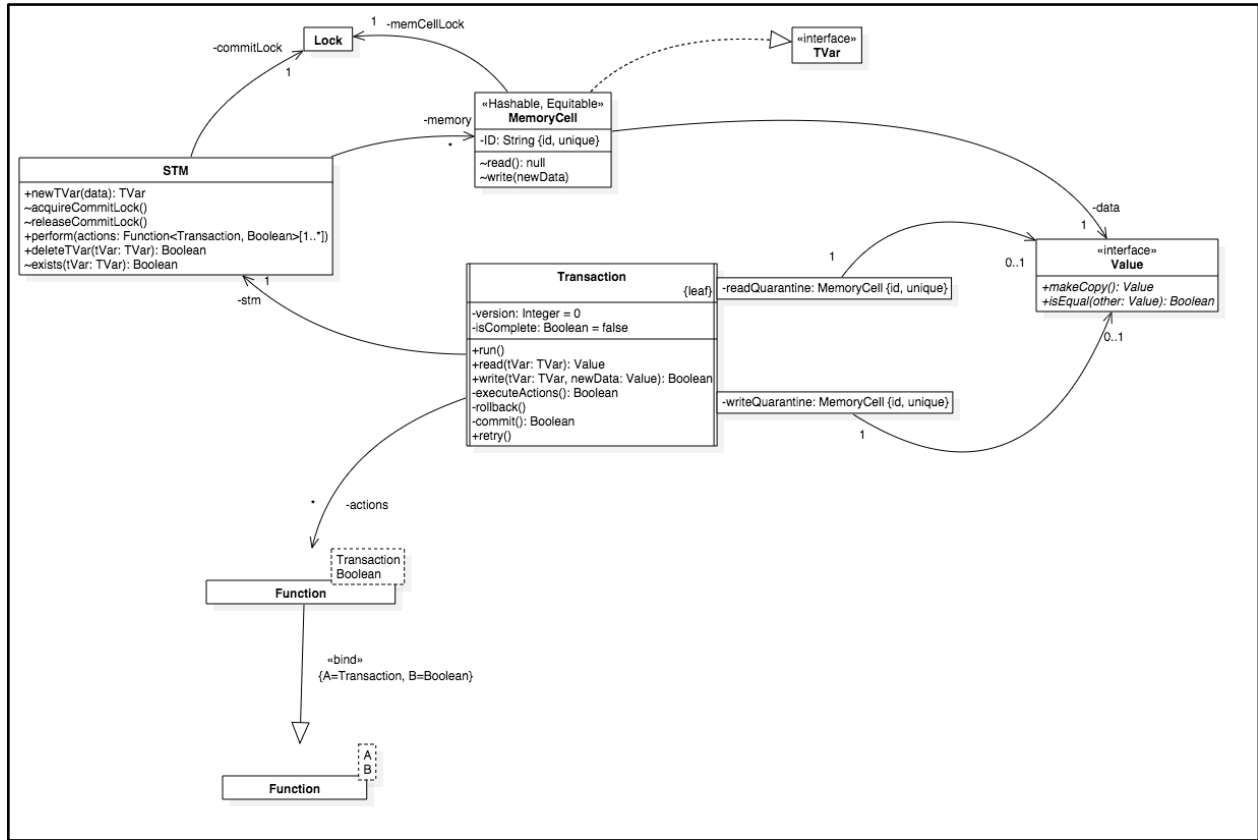 1 -memCellLock
Lock
-commitLock
1
«interface»
TVar
«Hashable, Equitable»
MemoryCell
-ID: String {id, unique}
~read(): null
~write(newData)
-memory
*
STM
+newTVar(data): TVar
~acquireCommitLock()
~releaseCommitLock()
+perform(actions: Function<Transaction, Boolean>[1..*])
+deleteTVar(tVar: TVar): Boolean
~exists(tVar: TVar): Boolean
-data
1
«interface»
Value
+makeCopy(): Value
+isEqual(other: Value): Boolean
1
0..1
0..1
1
-stm
Transaction
{leaf}
-version: Integer = 0
-isComplete: Boolean = false
+run()
+read(tVar: TVar): Value
+write(tVar: TVar, newData: Value): Boolean
-executeActions(): Boolean
-rollback()
-commit(): Boolean
+retry()
-readQuarantine: MemoryCell {id, unique}
-writeQuarantine: MemoryCell {id, unique}
1
*
-actions
Transaction
Boolean
Function
«bind»
{A=Transaction, B=Boolean}
A
B
Function